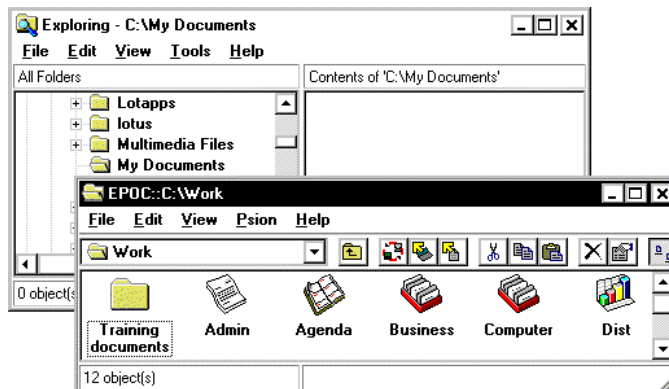 Exploring - C:\My Documents
File Edit View Tools Help
All Folders
Contents of 'C:\My Documents'
Lotapps
lotus
Multimedia Files
My Documents
EPOC::C:\Work
File Edit View Psion Help
Work
0 object(s
Training documents
Admin
Agenda
Business
Computer
Dist
12 object(s)